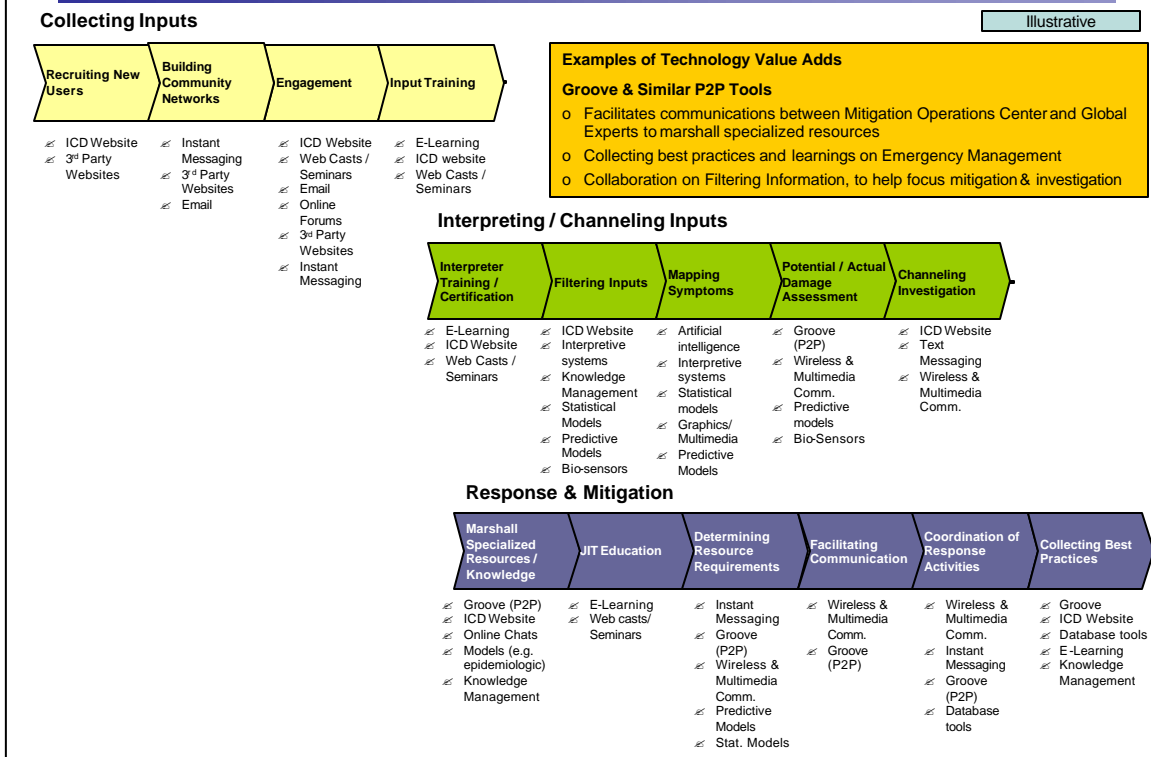 Collecting Inputs
Illustrative
Recruiting New
Users
Building
Community
Networks
Engagement
Input Training
ICD Website
3rd Party
Websites
Instant
Messaging
3rd Party
Websites
Email
ICD Website
Web Casts /
Seminars
Email
Online
Forums
3rd Party
Websites
Instant
Messaging
E-Learning
ICD website
Web Casts /
Seminars
Examples of Technology Value Adds
Groove & Similar P2P Tools
o Facilitates communications between Mitigation Operations Center and Global
Experts to marshall specialized resources
o Collecting best practices and learnings on Emergency Management
o Collaboration on Filtering Information, to help focus mitigation & investigation
Interpreting / Channeling Inputs
Interpreter
Training /
Certification
Filtering Inputs
Mapping
Symptoms
Potential / Actual
Damage
Assessment
Channeling
Investigation
E-Learning
ICD Website
Web Casts /
Seminars
ICD Website
Interpretive
systems
Knowledge
Management
Statistical
Models
Predictive
Models
Bio-sensors
Artificial
intelligence
Interpretive
systems
Statistical
models
Graphics/
Multimedia
Predictive
Models
Groove
(P2P)
Wireless &
Multimedia
Comm.
Predictive
models
Bio-Sensors
ICD Website
Text
Messaging
Wireless &
Multimedia
Comm.
Response & Mitigation
Marshall
Specialized
Resources /
Knowledge
JIT Education
Determining
Resource
Requirements
Facilitating
Communication
Coordination of
Response
Activities
Collecting Best
Practices
Groove (P2P)
ICD Website
Online Chats
Models (e.g.
epidemiologic)
Knowledge
Management
E-Learning
Web casts/
Seminars
Instant
Messaging
Groove
(P2P)
Wireless &
Multimedia
Comm.
Predictive
Models
Stat. Models
Wireless &
Multimedia
Comm.
Groove
(P2P)
Wireless &
Multimedia
Comm.
Instant
Messaging
Groove
(P2P)
Database
tools
Groove
ICD Website
Database tools
E-Learning
Knowledge
Management